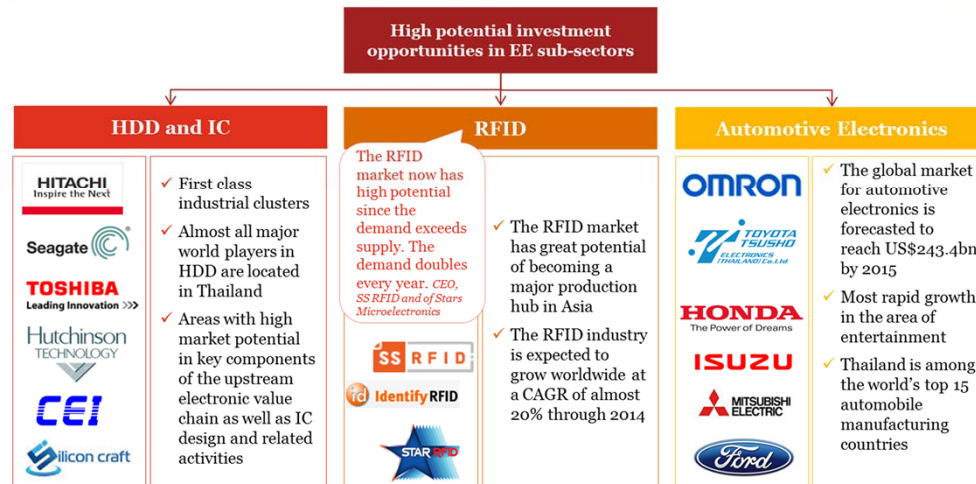 High potential investment
opportunities in EE sub-sectors
HDD and IC
HITACHI
Inspire the Next
Seagate
TOSHIBA
Leading Innovation >>>
Hutchinson
TECHNOLOGY
CEI
Silicon craft
✓ First class
industrial clusters
✓ Almost all major
world players in
HDD are located
in Thailand
✓ Areas with high
market potential
in key components
of the upstream
electronic value
chain as well as IC
design and related
activities
RFID
The RFID
market now has
high potential
since the
demand exceeds
supply. The
demand doubles
every year. CEO,
SS RFID and of Stars
Microelectronics
SS RFID
id Identify RFID
STAR RFID
✓ The RFID market
has great potential
of becoming a
major production
hub in Asia
✓ The RFID industry
is expected to
grow worldwide at
a CAGR of almost
20% through 2014
Automotive Electronics
OMRON
TOYOTA
TSUSHO
ELECTRONICS
(THAILAND) Co.Ltd
HONDA
The Power of Dreams
ISUZU
MITSUBISHI
ELECTRIC
Ford
✓ The global market
for automotive
electronics is
forecasted to
reach US$243.4bn
by 2015
✓ Most rapid growth
in the area of
entertainment
✓ Thailand is among
the world's top 15
automobile
manufacturing
countries